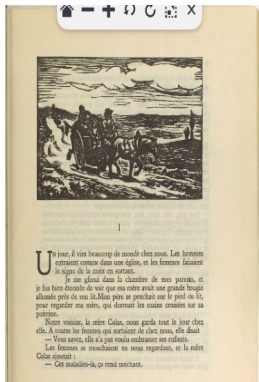 I
UN jour, il vint beaucoup de monde chez nous. Les hommes
entraient comme dans une église, et les femmes faisaient
le signe de la croix en sortant.
Je me glissai dans la chambre de mes parents, et
je fus bien étonnée de voir que ma mère avait une grande bougie
allumée près de son lit. Mon père se penchait sur le pied du lit,
pour regarder ma mère, qui dormait les mains croisées sur sa
poitrine.
Notre voisine, la mère Colas, nous garda tout le jour chez
elle. A toutes les femmes qui sortaient de chez nous, elle disait
— Vous savez, elle n'a pas voulu embrasser ses enfants.
Les femmes se mouchaient en nous regardant, et la mère
Colas ajoutait :
— Ces maladies-là, ça rend méchant.